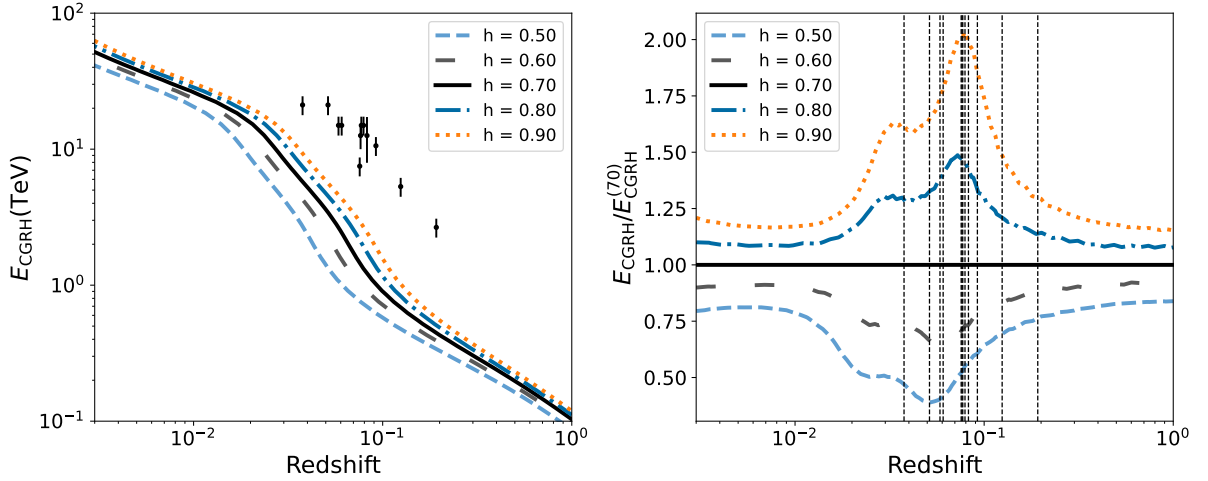 10²
10¹
10⁰
10⁻¹
E_CGRH(TeV)
10⁻²
10⁻¹
10⁰
Redshift
h = 0.50
h = 0.60
h = 0.70
h = 0.80
h = 0.90
2.00
1.75
1.50
1.25
1.00
0.75
0.50
E_CGRH/E_CGRH^(70)
10⁻²
10⁻¹
10⁰
Redshift
h = 0.50
h = 0.60
h = 0.70
h = 0.80
h = 0.90